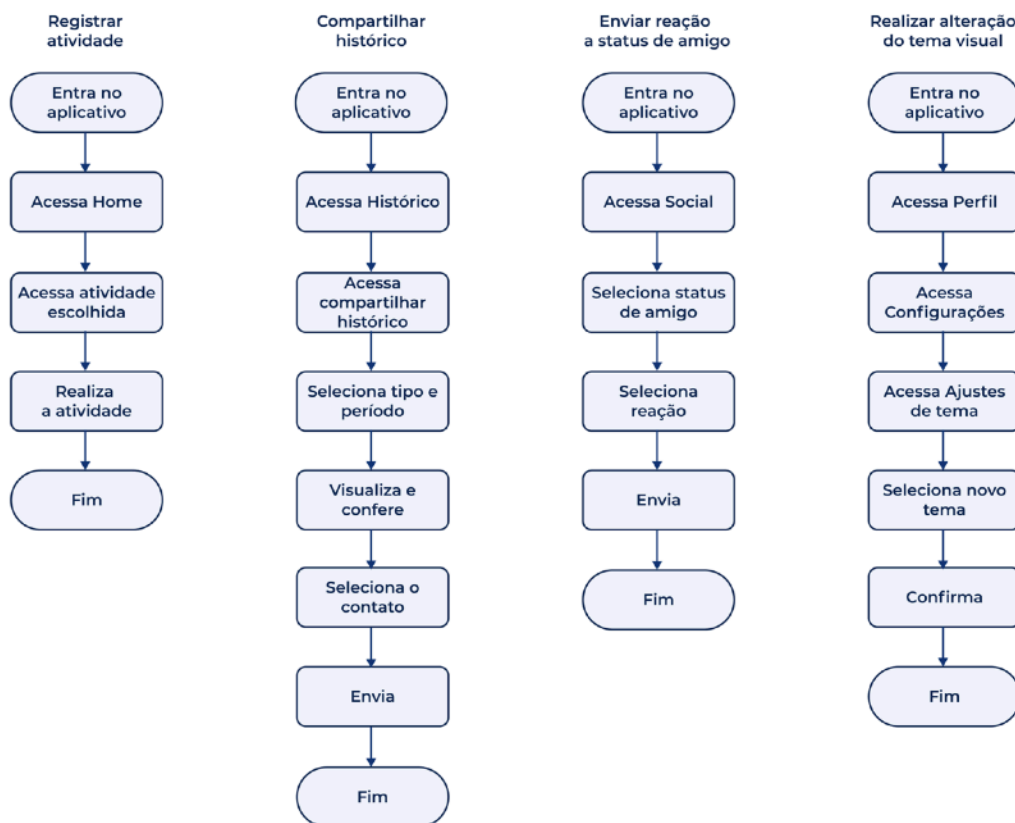 Registrar
atividade
Entra no
aplicativo
Acessa Home
Acessa atividade
escolhida
Realiza
a atividade
Fim
Compartilhar
histórico
Entra no
aplicativo
Acessa Histórico
Acessa
compartilhar
histórico
Seleciona tipo e
período
Visualiza e
confere
Seleciona o
contato
Envia
Fim
Enviar reação
a status de amigo
Entra no
aplicativo
Acessa Social
Seleciona status
de amigo
Seleciona
reação
Envia
Fim
Realizar alteração
do tema visual
Entra no
aplicativo
Acessa Perfil
Acessa
Configurações
Acessa Ajustes
de tema
Seleciona novo
tema
Confirma
Fim